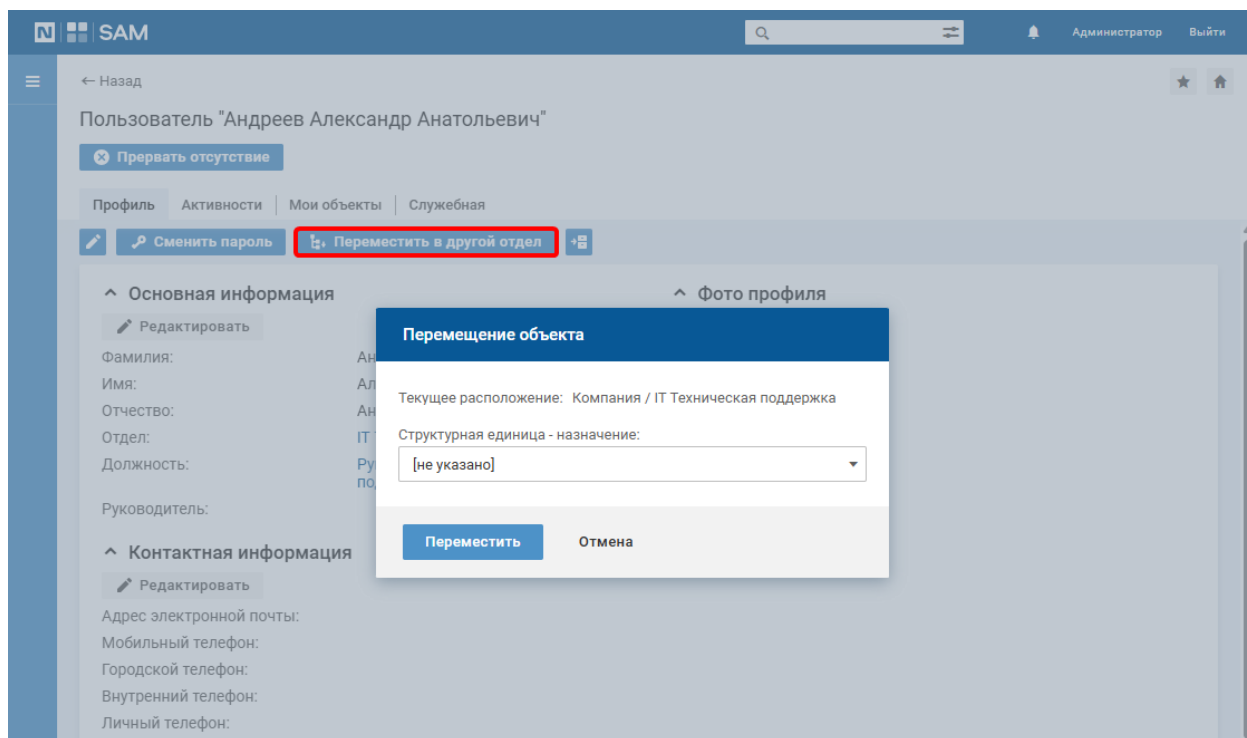 N SAM
Администратор Выйти
← Назад
Пользователь "Андреев Александр Анатольевич"
Прервать отсутствие
Профиль Активности Мои объекты Служебная
Сменить пароль Переместить в другой отдел
Основная информация Фото профиля
Редактировать
Перемещение объекта
Фамилия:
Имя:
Отчество:
Отдел: IT
Должность:
Руководитель:
Текущее расположение: Компания / IT Техническая поддержка
Структурная единица - назначение:
[не указано]
Переместить Отмена
Контактная информация
Редактировать
Адрес электронной почты:
Мобильный телефон:
Городской телефон:
Внутренний телефон:
Личный телефон: